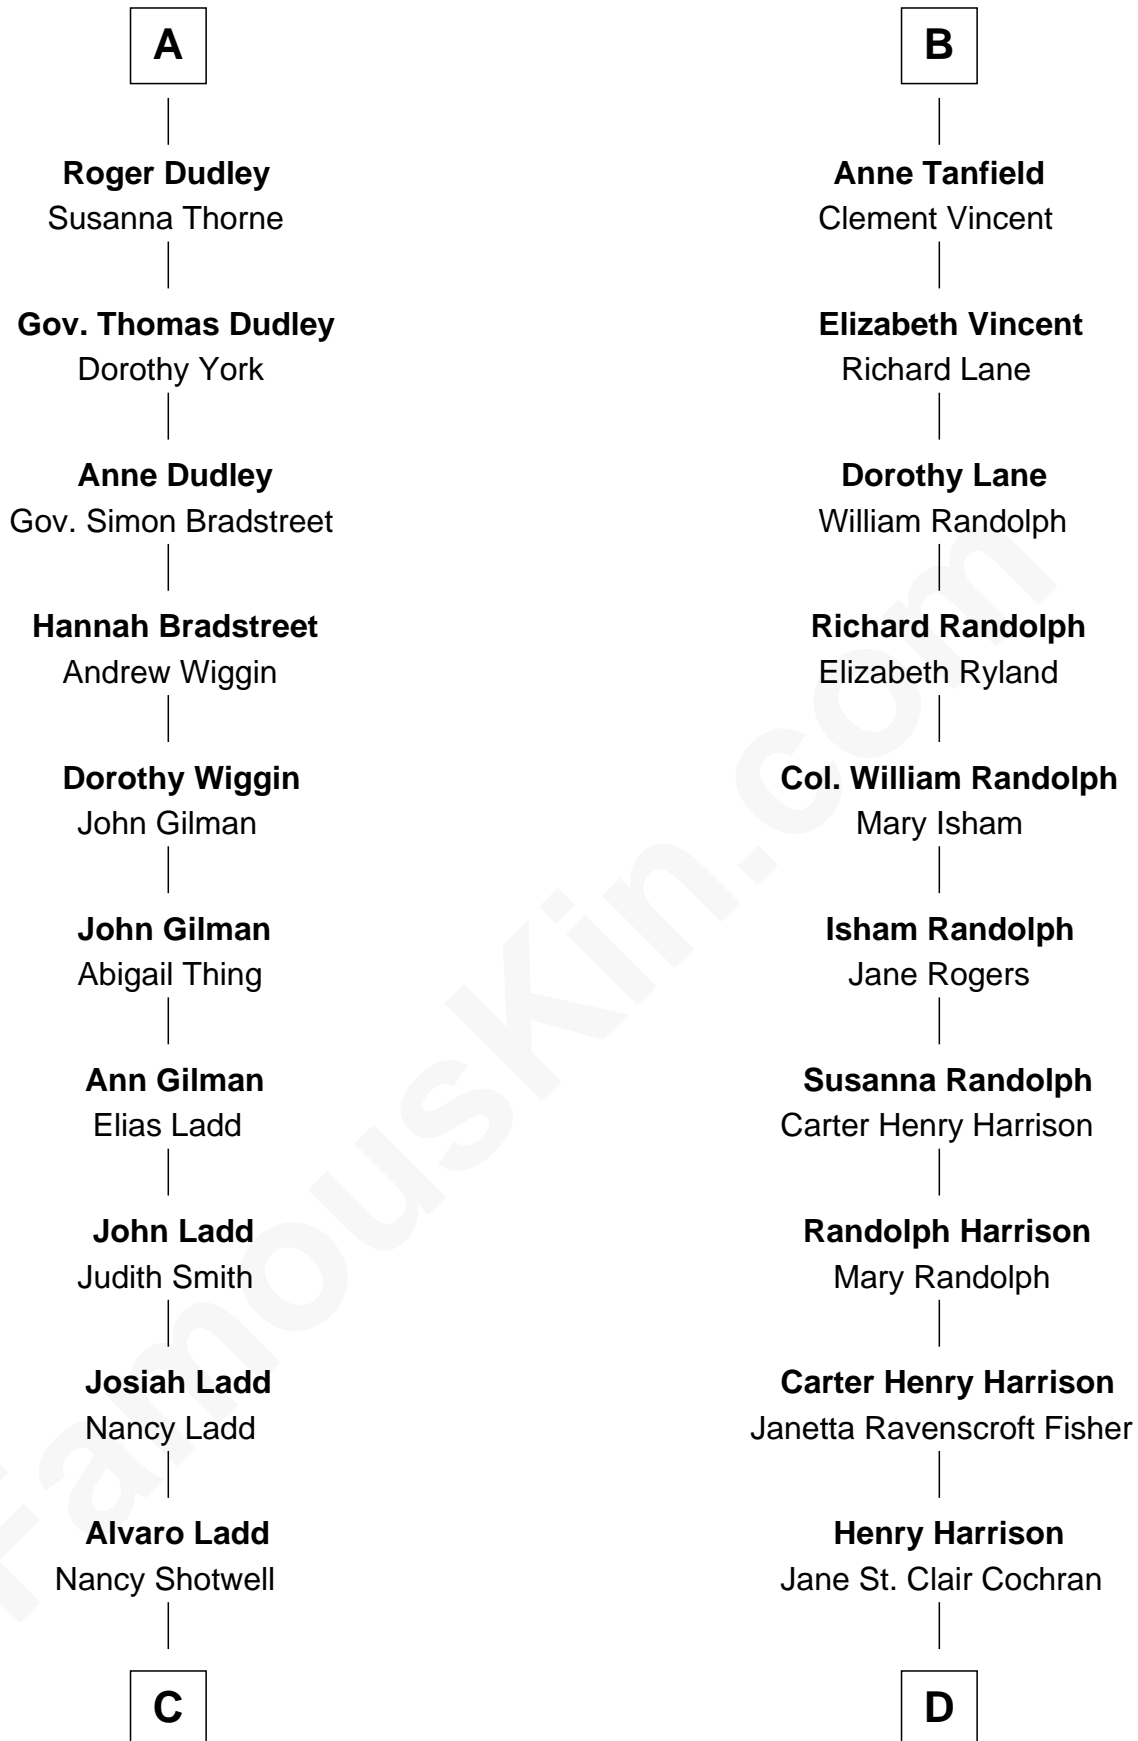 A
Roger Dudley
Susanna Thorne
Gov. Thomas Dudley
Dorothy York
Anne Dudley
Gov. Simon Bradstreet
Hannah Bradstreet
Andrew Wiggin
Dorothy Wiggin
John Gilman
John Gilman
Abigail Thing
Ann Gilman
Elias Ladd
John Ladd
Judith Smith
Josiah Ladd
Nancy Ladd
Alvaro Ladd
Nancy Shotwell
C
B
Anne Tanfield
Clement Vincent
Elizabeth Vincent
Richard Lane
Dorothy Lane
William Randolph
Richard Randolph
Elizabeth Ryland
Col. William Randolph
Mary Isham
Isham Randolph
Jane Rogers
Susanna Randolph
Carter Henry Harrison
Randolph Harrison
Mary Randolph
Carter Henry Harrison
Janetta Ravenscroft Fisher
Henry Harrison
Jane St. Clair Cochran
D
FamousKin.com